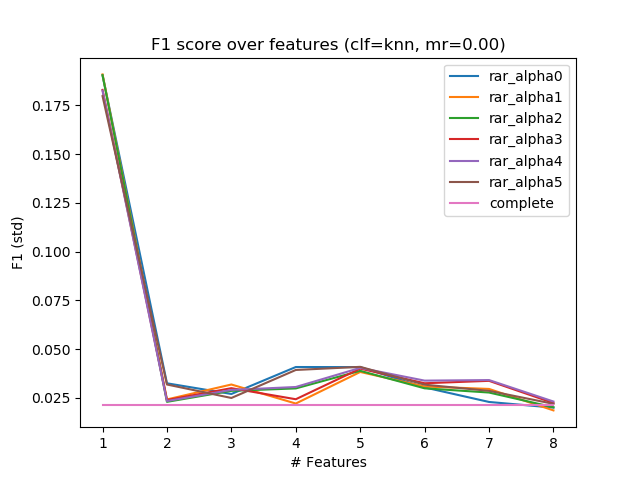 F1 score over features (clf=knn, mr=0.00)
rar_alpha0
rar_alpha1
rar_alpha2
rar_alpha3
rar_alpha4
rar_alpha5
complete
F1 (std)
0.175
0.150
0.125
0.100
0.075
0.050
0.025
1 2 3 4 5 6 7 8
# Features